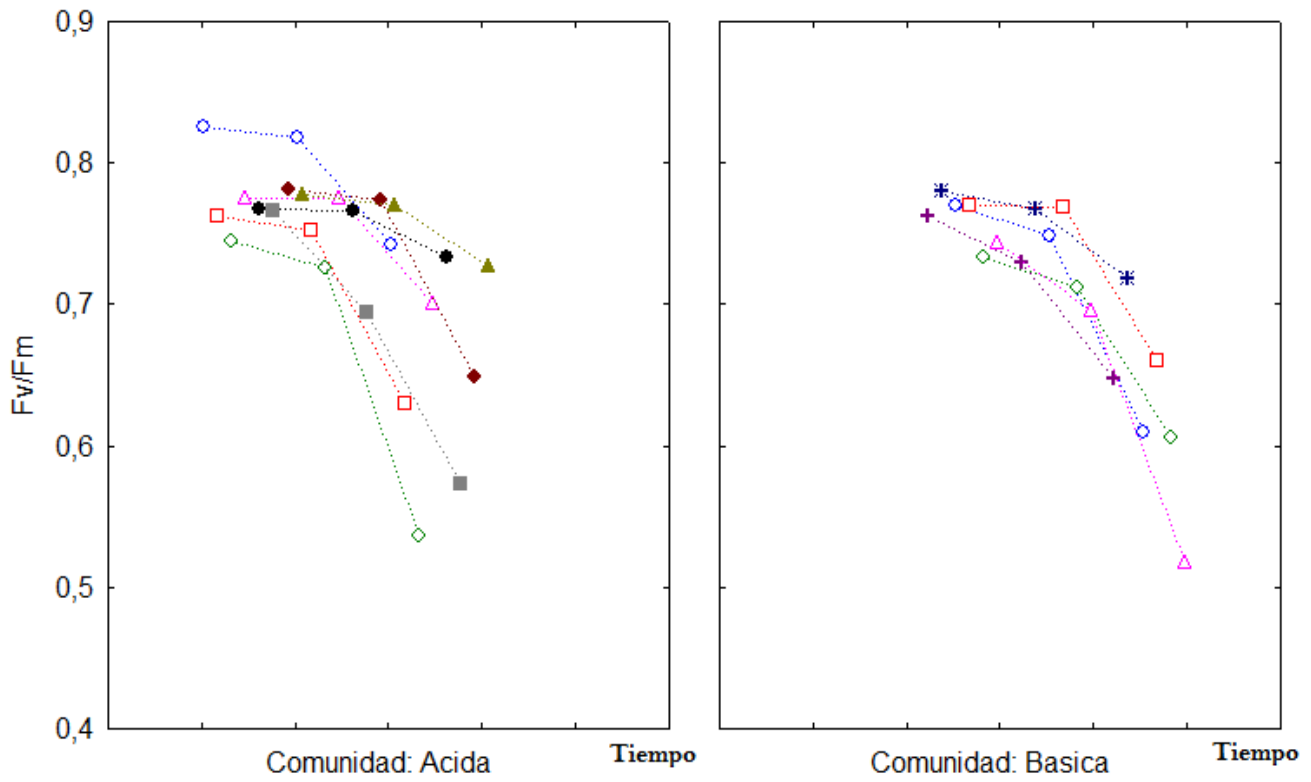 0,9
0,8
0,7
0,6
0,5
0,4
Fv/Fm
Comunidad: Acida
Tiempo
Comunidad: Basica
Tiempo